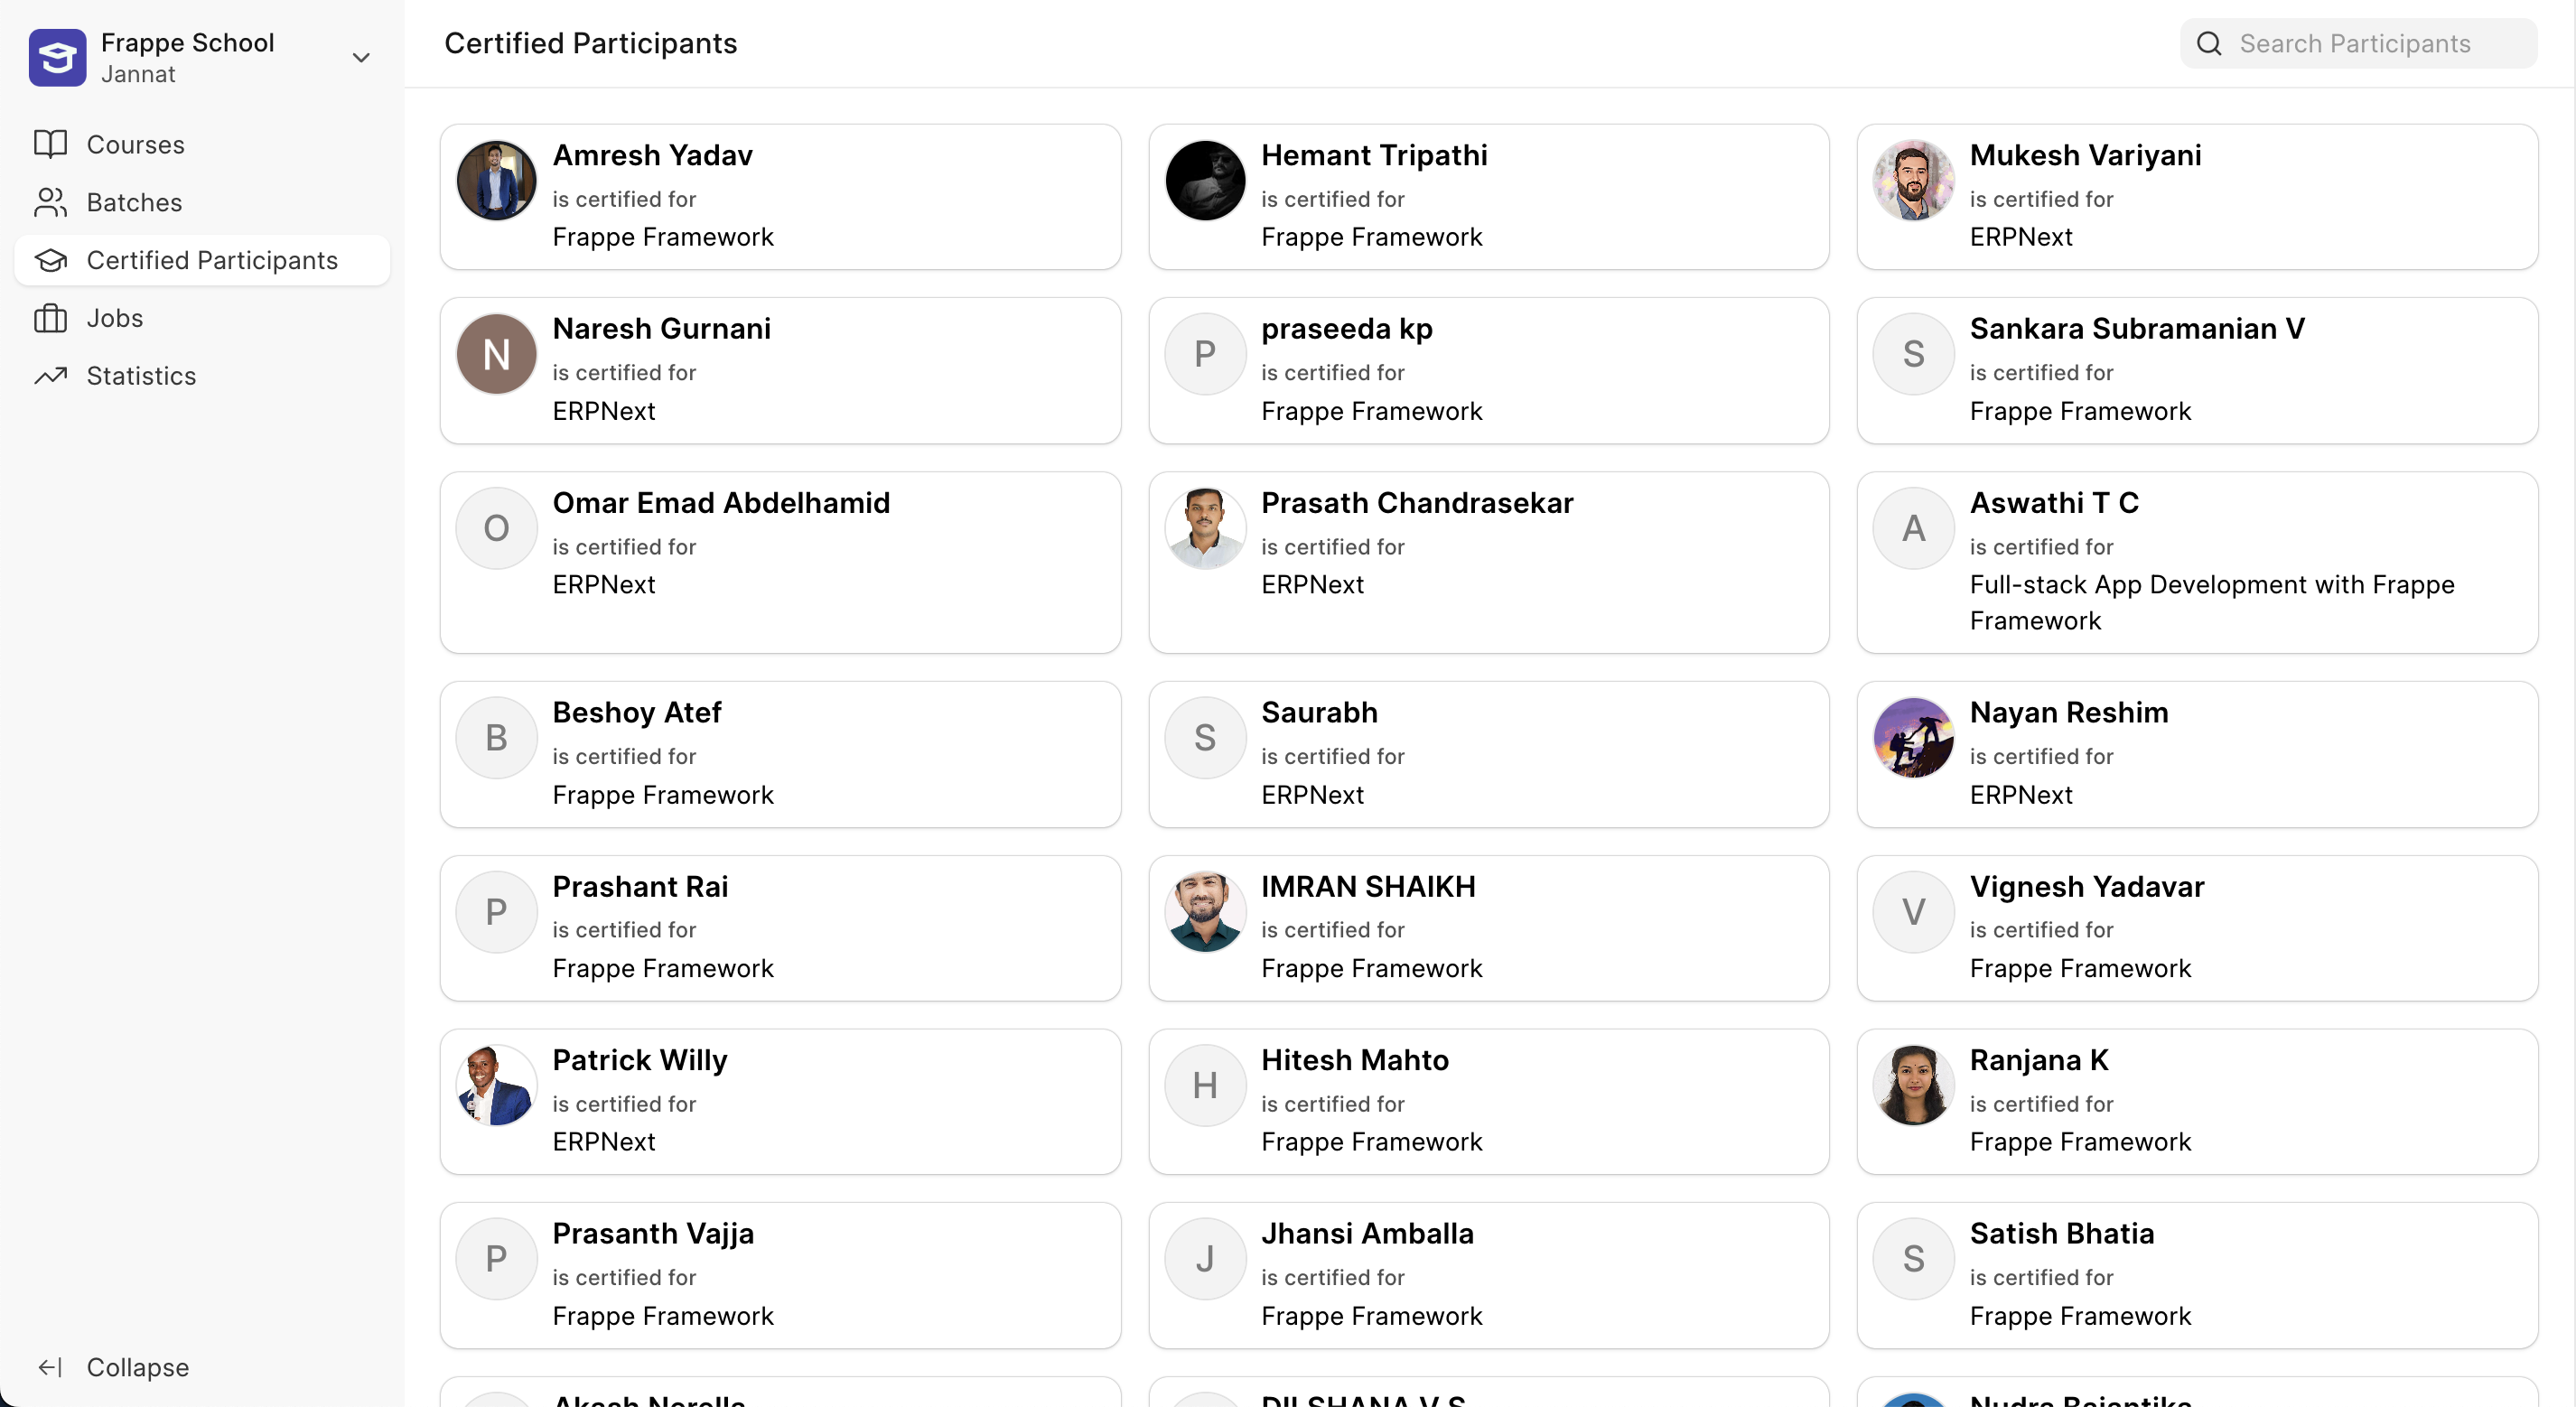 Frappe School
Jannat
Courses
Batches
Certified Participants
Jobs
Statistics
Collapse
Certified Participants
Search Participants
Amresh Yadav
is certified for
Frappe Framework
Hemant Tripathi
is certified for
Frappe Framework
Mukesh Variyani
is certified for
ERPNext
N
Naresh Gurnani
is certified for
ERPNext
P
praseeda kp
is certified for
Frappe Framework
S
Sankara Subramanian V
is certified for
Frappe Framework
O
Omar Emad Abdelhamid
is certified for
ERPNext
Prasath Chandrasekar
is certified for
ERPNext
A
Aswathi T C
is certified for
Full-stack App Development with Frappe
Framework
B
Beshoy Atef
is certified for
Frappe Framework
S
Saurabh
is certified for
ERPNext
Nayan Reshim
is certified for
ERPNext
P
Prashant Rai
is certified for
Frappe Framework
IMRAN SHAIKH
is certified for
Frappe Framework
V
Vignesh Yadavar
is certified for
Frappe Framework
Patrick Willy
is certified for
ERPNext
H
Hitesh Mahto
is certified for
Frappe Framework
Ranjana K
is certified for
Frappe Framework
P
Prasanth Vajja
is certified for
Frappe Framework
J
Jhansi Amballa
is certified for
Frappe Framework
S
Satish Bhatia
is certified for
Frappe Framework
Akash
DILSHANA V S